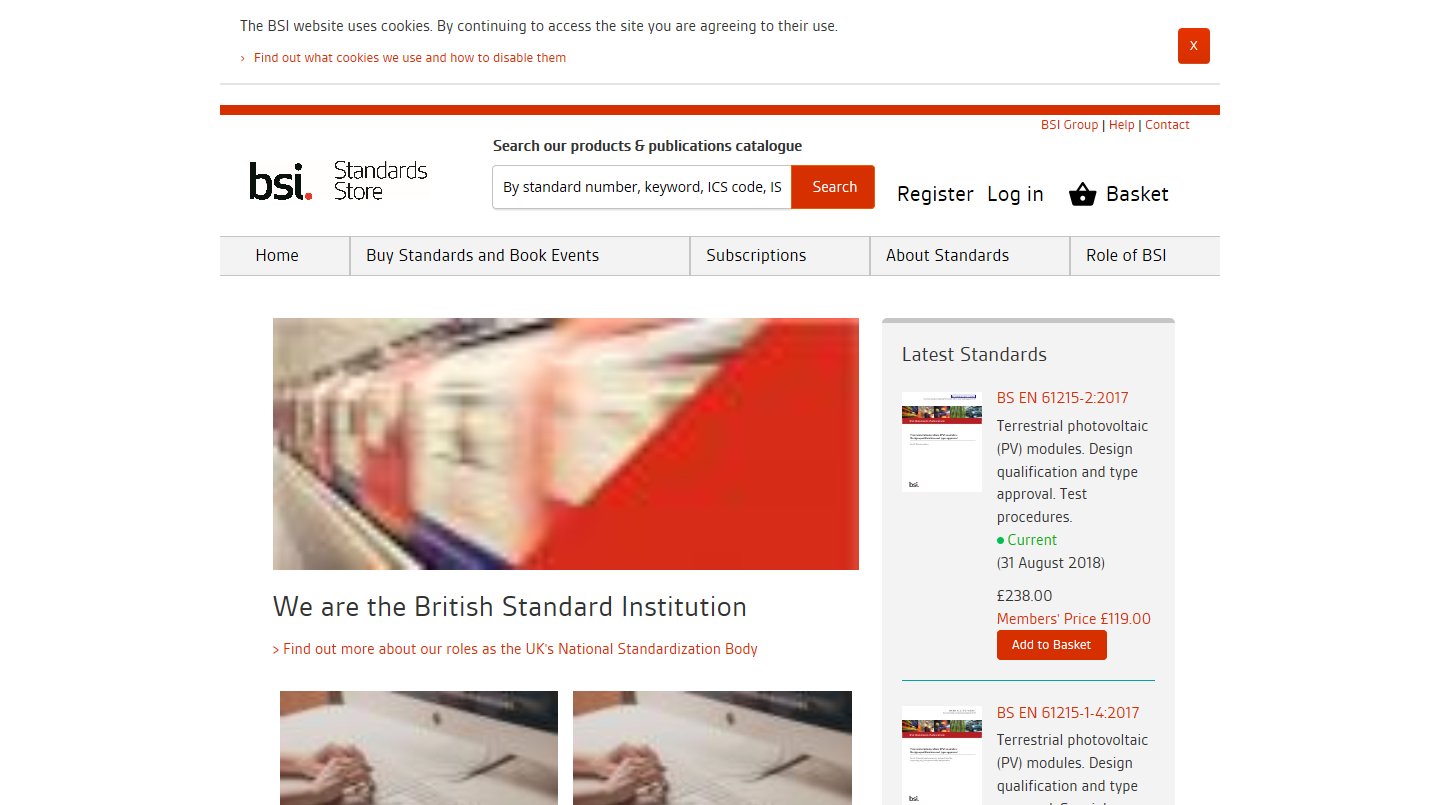 The BSI website uses cookies. By continuing to access the site you are agreeing to their use.
› Find out what cookies we use and how to disable them
X
BSI Group | Help | Contact
bsi. Standards Store
Search our products & publications catalogue
By standard number, keyword, ICS code, IS
Search
Register Log in Basket
Home Buy Standards and Book Events Subscriptions About Standards Role of BSI
We are the British Standard Institution
> Find out more about our roles as the UK's National Standardization Body
Latest Standards
BS EN 61215-2:2017
Terrestrial photovoltaic
(PV) modules. Design
qualification and type
approval. Test
procedures.
Current
(31 August 2018)
£238.00
Members' Price £119.00
Add to Basket
bsi.
BS EN 61215-1-4:2017
Terrestrial photovoltaic
(PV) modules. Design
qualification and type
bsi.